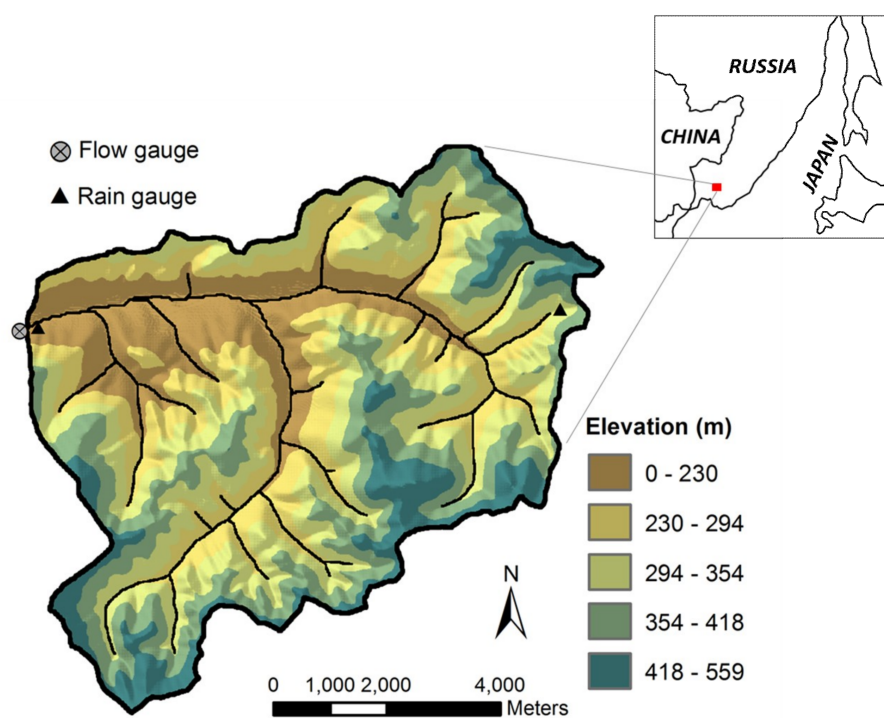 RUSSIA
CHINA
JAPAN
Flow gauge
Rain gauge
Elevation (m)
0 - 230
230 - 294
294 - 354
354 - 418
418 - 559
N
0 1,000 2,000 4,000
Meters